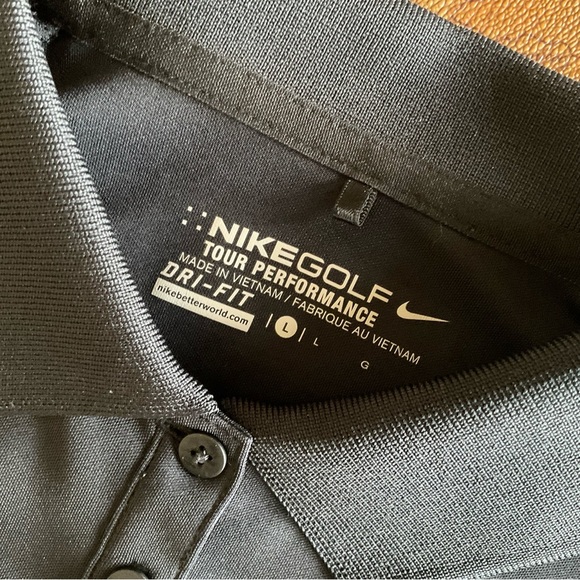 NIKEGOLF
TOUR PERFORMANCE
MADE IN VIETNAM / FABRIQUE AU VIETNAM
DRI-FIT
nikebetterworld.com
| L | L G